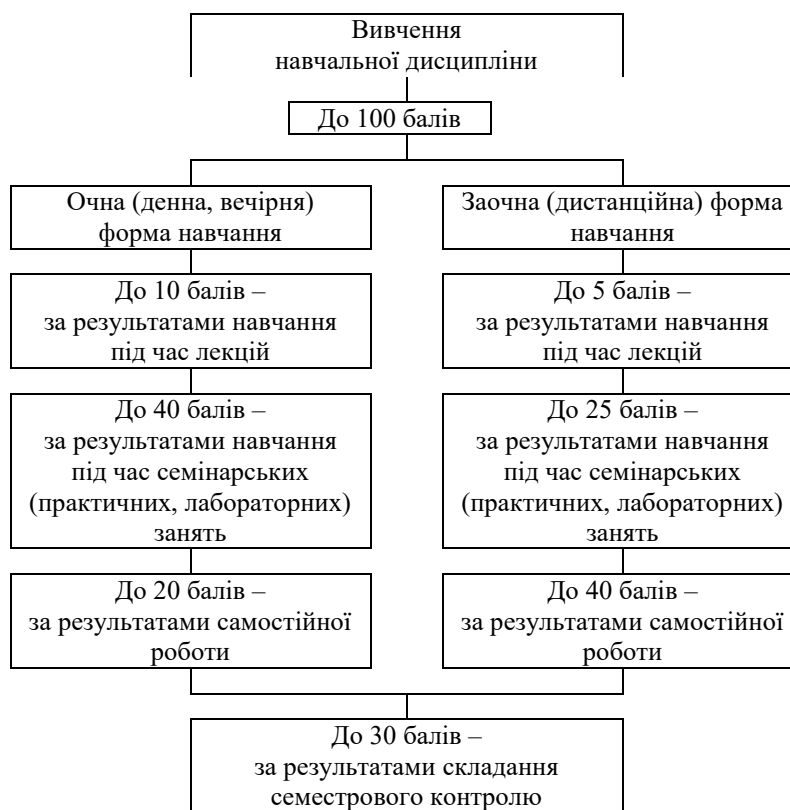 Вивчення
навчальної дисципліни
До 100 балів
Очна (денна, вечірня)
форма навчання
Заочна (дистанційна) форма
навчання
До 10 балів –
за результатами навчання
під час лекцій
До 5 балів –
за результатами навчання
під час лекцій
До 40 балів –
за результатами навчання
під час семінарських
(практичних, лабораторних)
занять
До 25 балів –
за результатами навчання
під час семінарських
(практичних, лабораторних)
занять
До 20 балів –
за результатами самостійної
роботи
До 40 балів –
за результатами самостійної
роботи
До 30 балів –
за результатами складання
семестрового контролю